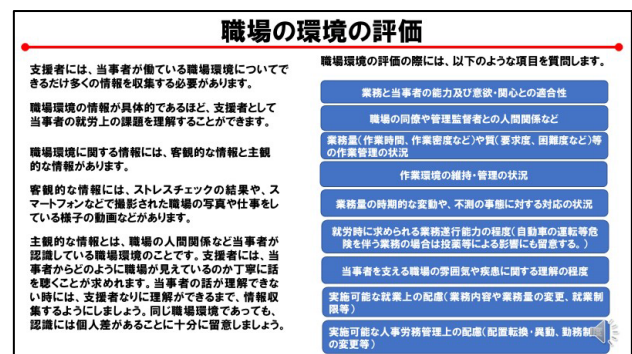 職場の環境の評価
支援者には、当事者が働いている職場環境についてで
きるだけ多くの情報を収集する必要があります。
職場環境の情報が具体的であるほど、支援者として
当事者の就労上の課題を理解することができます。
職場環境に関する情報には、客観的な情報と主観
的な情報があります。
客観的な情報には、ストレスチェックの結果や、ス
マートフォンなどで撮影された職場の写真や仕事をし
ている様子の動画などがあります。
主観的な情報とは、職場の人間関係など当事者が
認識している職場環境のことです。支援者には、当
事者からどのように職場が見えているのか丁寧に話
を聴くことが求めれます。当事者の話が理解できな
い時には、支援者なりに理解ができるまで、情報収
集するようにしましょう。同じ職場環境であっても、
認識には個人差があることに十分に留意しましょう。
職場環境の評価の際には、以下のような項目を質問します。
業務と当事者の能力及び意欲・関心との適合性
職場の同僚や管理監督者との人間関係など
業務量(作業時間、作業密度など)や質(要求度、困難度など)等
の作業管理の状況
作業環境の維持・管理の状況
業務量の時期的な変動や、不測の事態に対する対応の状況
就労時に求められる業務遂行能力の程度(自動車の運転等危
険を伴う業務の場合は投薬等による影響にも留意する。)
当事者を支える職場の雰囲気や疾患に関する理解の程度
実施可能な就業上の配慮(業務内容や業務量の変更、就業制
限等)
実施可能な人事労務管理上の配慮(配置転換・異動、勤務制
の変更等)